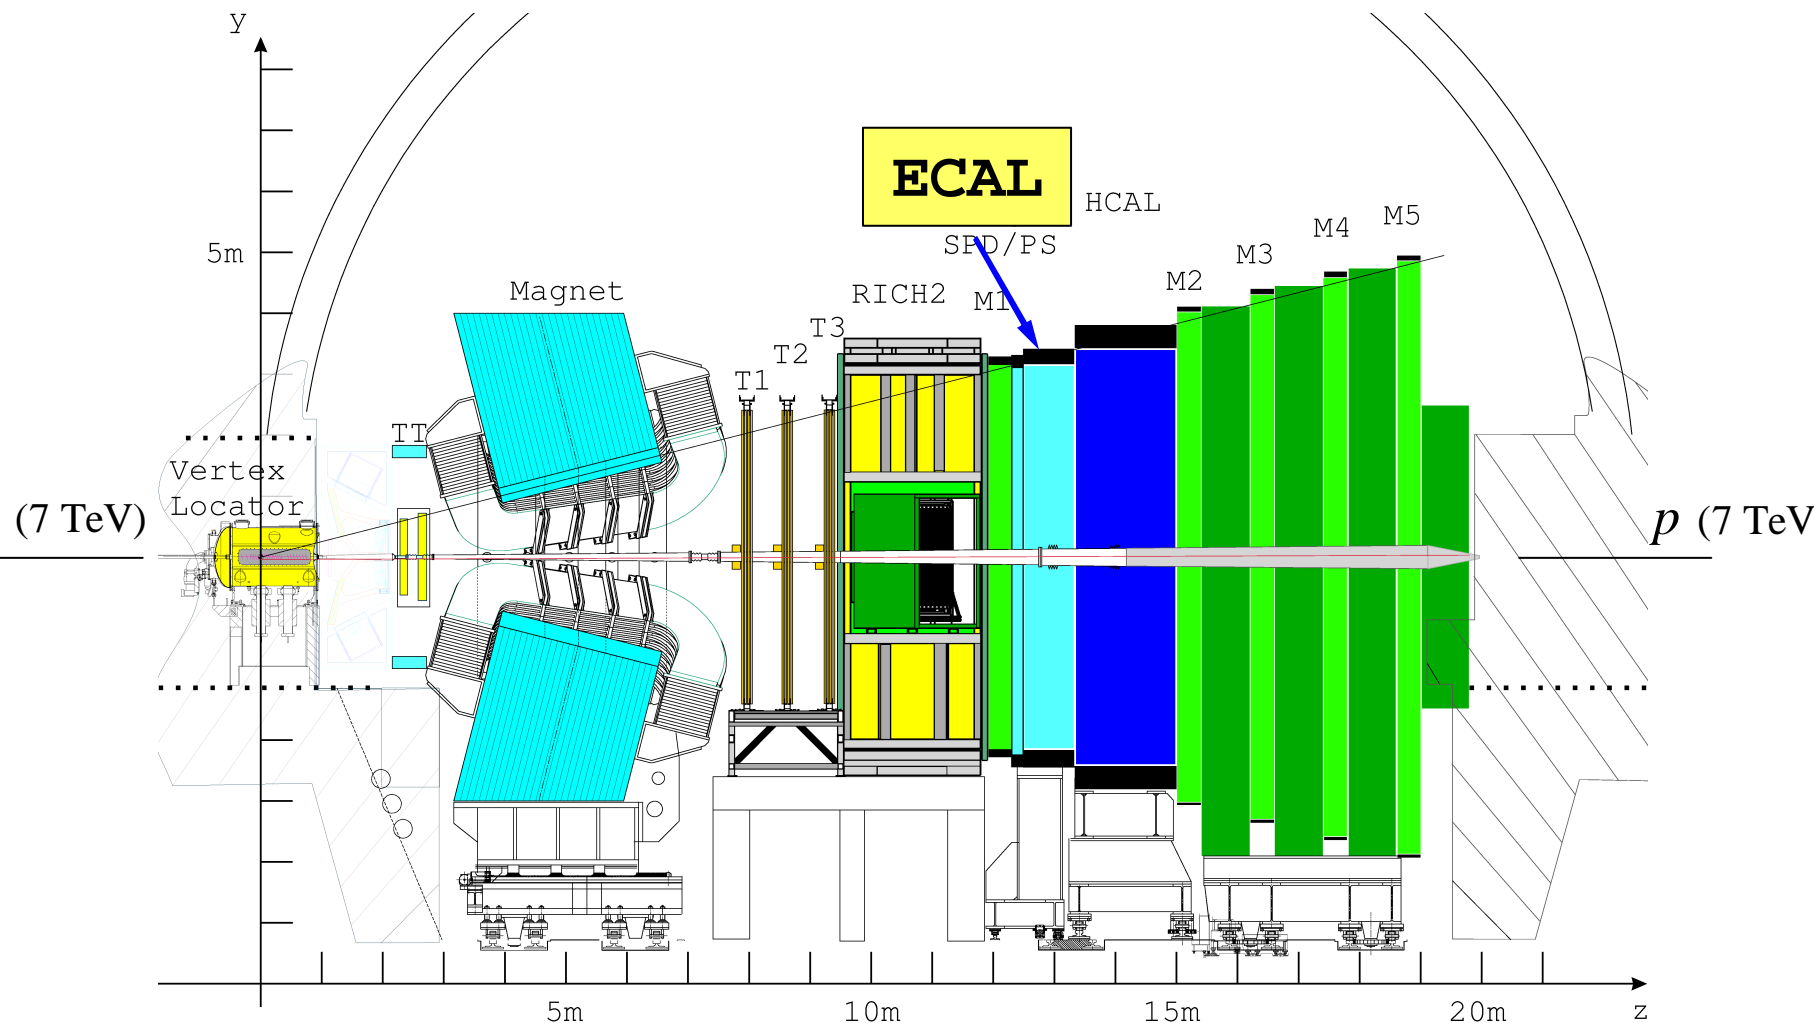 y
ECAL
HCAL
M5
M4
5m
SPD/PS
M3
M2
Magnet
RICH2
M1
T3
T2
T1
TT
Vertex
Locator
(7 TeV)
p (7 TeV
5m
10m
15m
20m
z